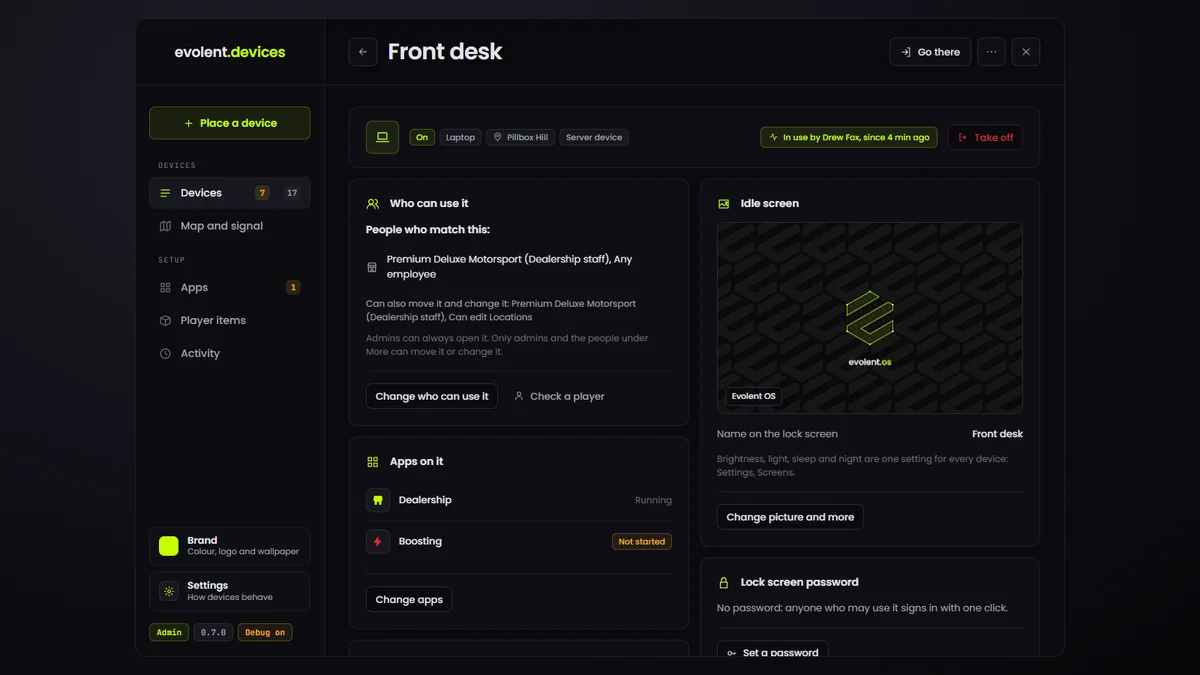 evolent.devices
Front desk
Go there
Place a device
DEVICES
Devices 7 17
Map and signal
SETUP
Apps 1
Player items
Activity
Brand
Colour, logo and wallpaper
Settings
How devices behave
Admin 0.7.0 Debug on
On Laptop Pillbox Hill Server device
In use by Drew Fox, since 4 min ago
Take off
Who can use it
People who match this:
Premium Deluxe Motorsport (Dealership staff), Any
employee
Can also move it and change it: Premium Deluxe Motorsport
(Dealership staff), Can edit Locations
Admins can always open it. Only admins and the people under
More can move it or change it.
Change who can use it
Check a player
Apps on it
Dealership Running
Boosting Not started
Change apps
Idle screen
evolent.os
Evolent OS
Name on the lock screen Front desk
Brightness, light, sleep and night are one setting for every device:
Settings, Screens.
Change picture and more
Lock screen password
No password: anyone who may use it signs in with one click.
Set a password